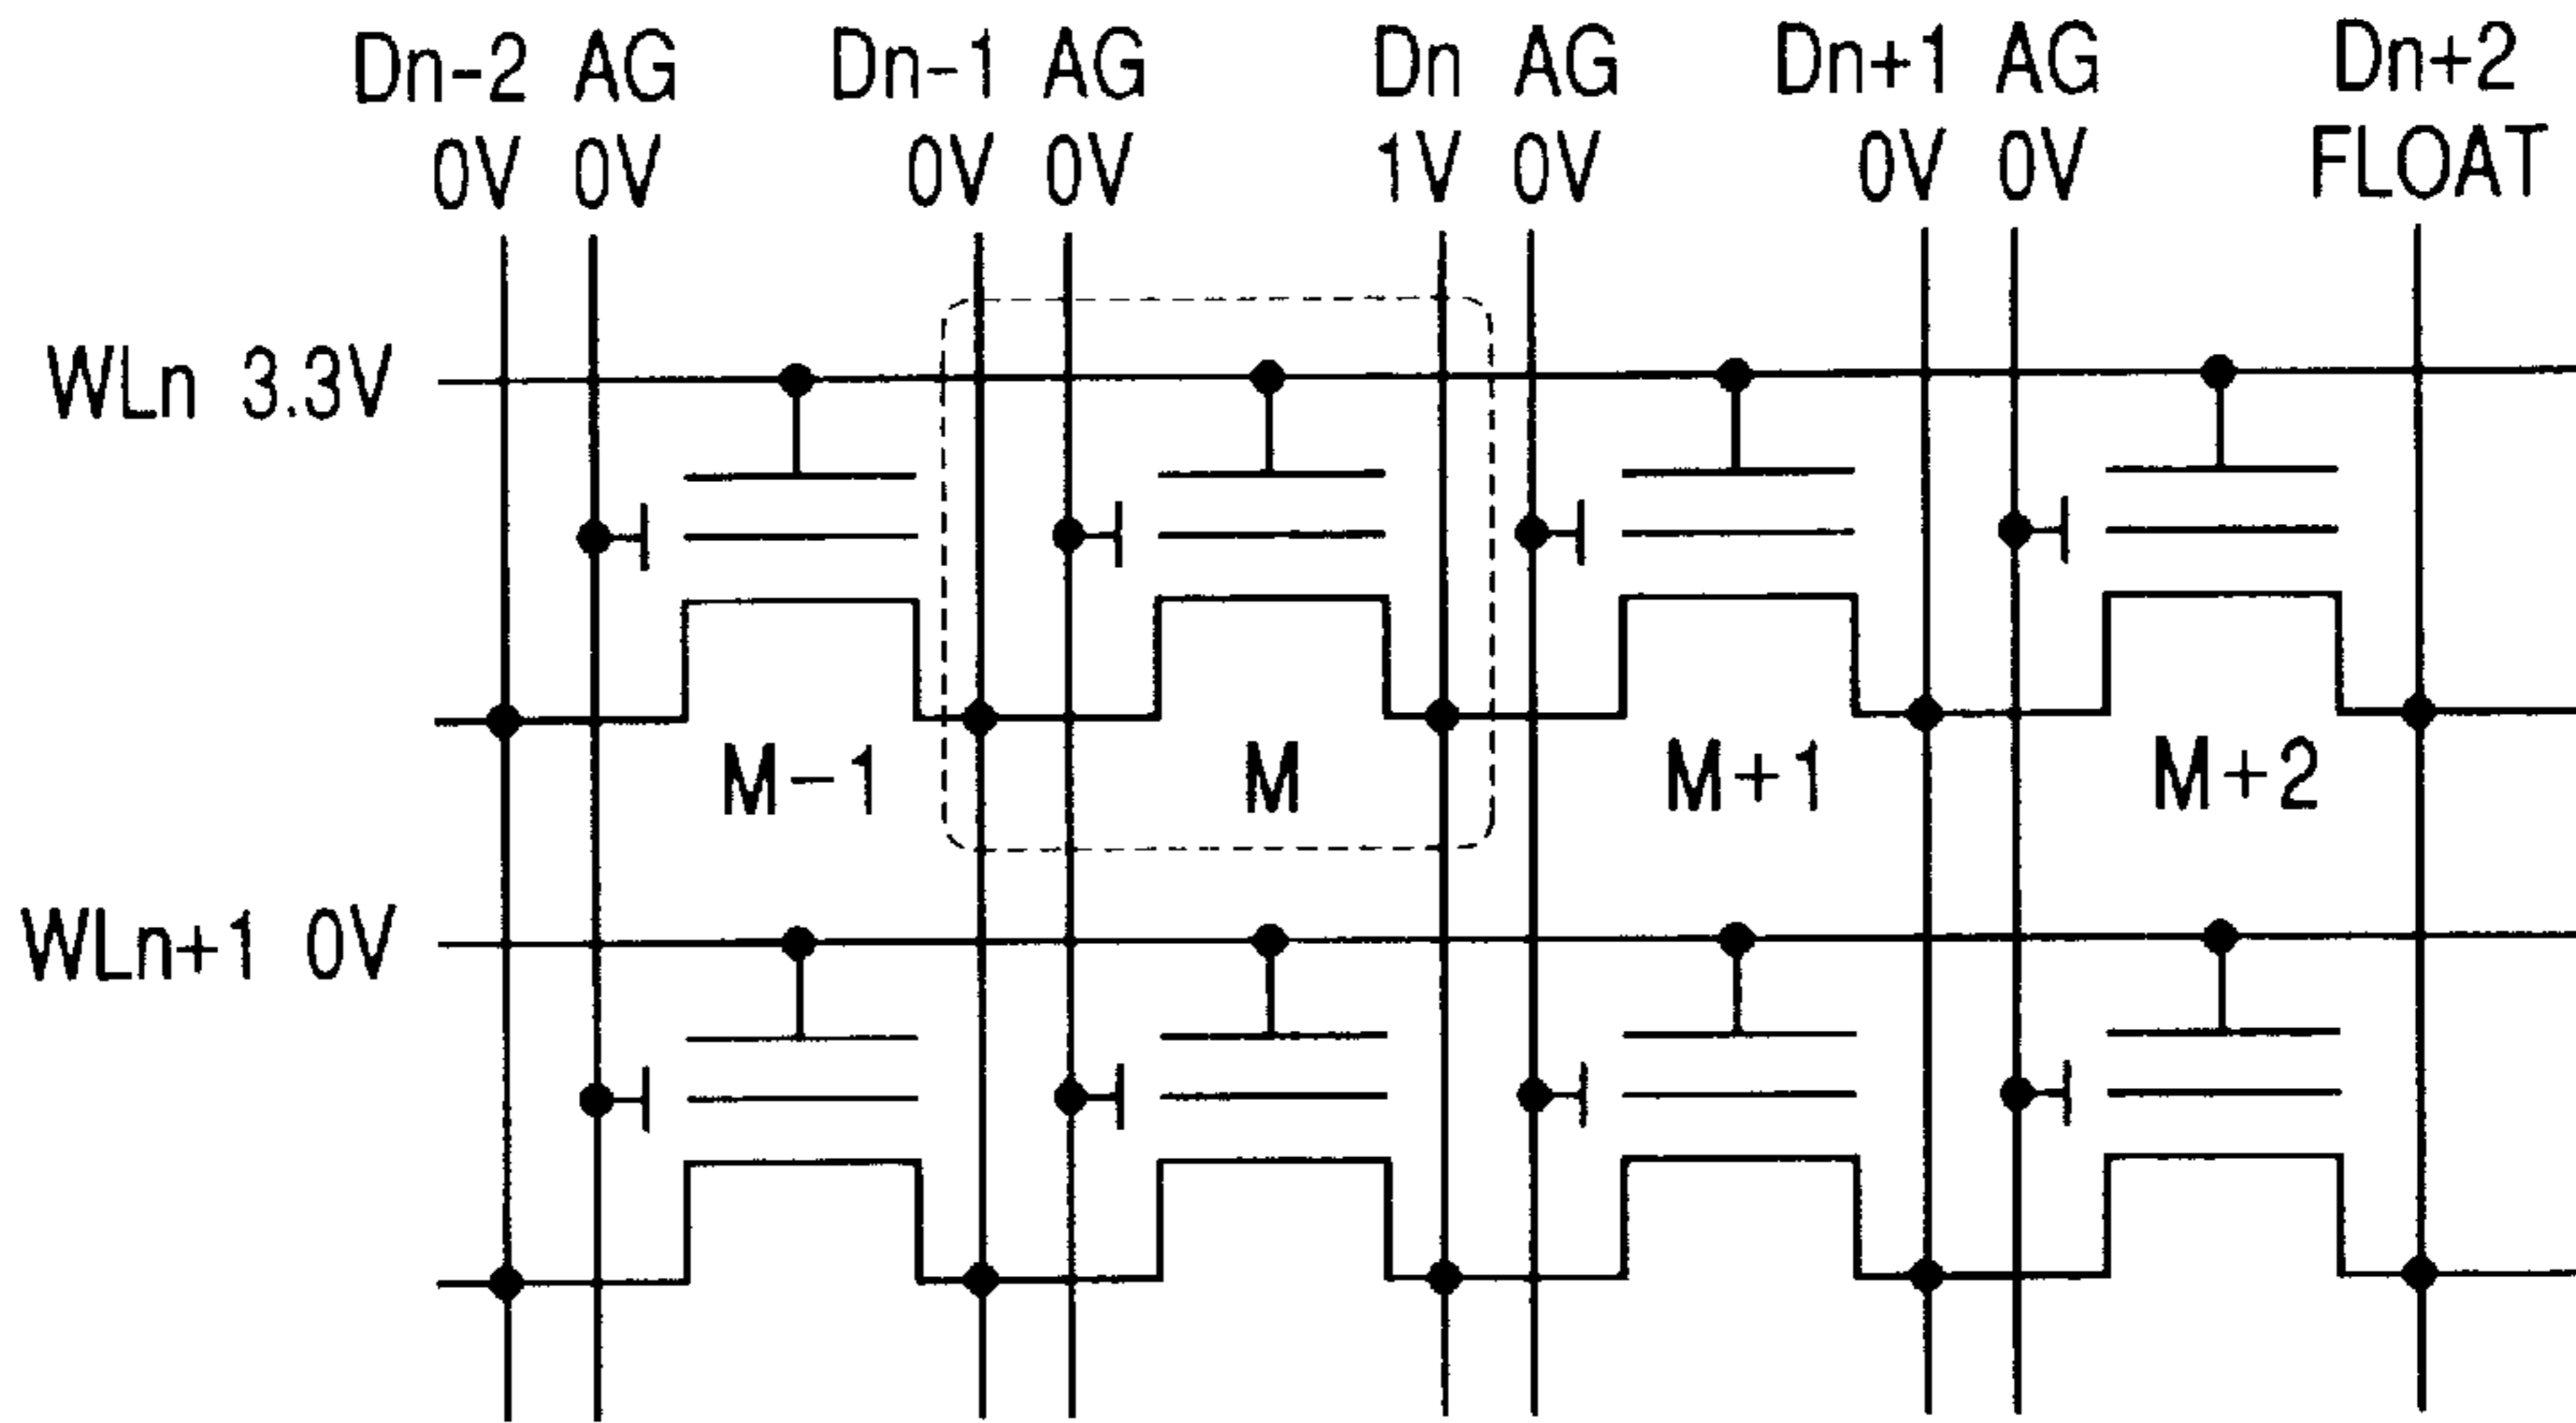 Dn-2 AG Dn-1 AG Dn AG Dn+1 AG Dn+2
0V 0V 0V 0V 1V 0V 0V 0V FLOAT
WLn 3.3V
M-1 M M+1 M+2
WLn+1 0V